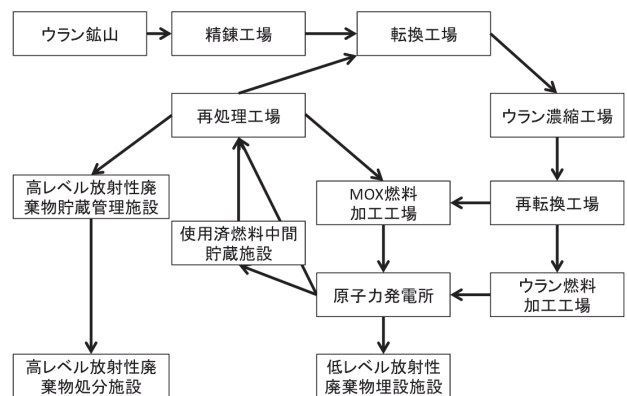 ウラン鉱山
精錬工場
転換工場
再処理工場
ウラン濃縮工場
高レベル放射性廃
棄物貯蔵管理施設
MOX燃料
加工工場
再転換工場
使用済燃料中間
貯蔵施設
原子力発電所
ウラン燃料
加工工場
高レベル放射性廃
棄物処分施設
低レベル放射性
廃棄物埋設施設